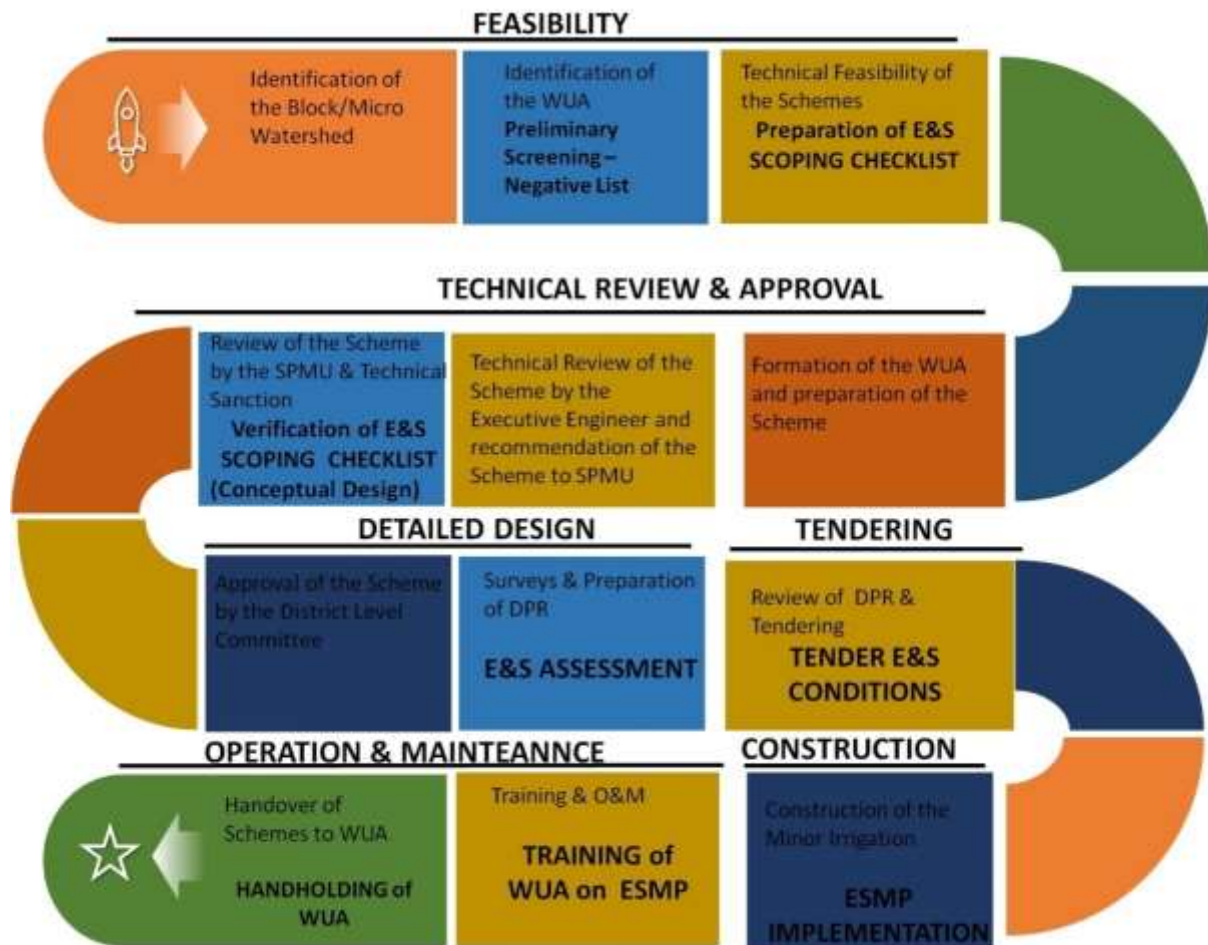 FEASIBILITY
Identification of
the Block/Micro
Watershed
Identification of
the WUA
Preliminary
Screening –
Negative List
Technical Feasibility of
the Schemes
Preparation of E&S
SCOPING CHECKLIST
TECHNICAL REVIEW & APPROVAL
Review of the Scheme
by the SPMU & Technical
Sanction
Verification of E&S
SCOPING CHECKLIST
(Conceptual Design)
Technical Review of the
Scheme by the
Executive Engineer and
recommendation of the
Scheme to SPMU
Formation of the WUA
and preparation of the
Scheme
DETAILED DESIGN
Approval of the Scheme
by the District Level
Committee
Surveys & Preparation
of DPR
E&S ASSESSMENT
TENDERING
Review of DPR &
Tendering
TENDER E&S
CONDITIONS
OPERATION & MAINTEANNCE
Handover of
Schemes to WUA
HANDHOLDING of
WUA
Training & O&M
TRAINING of
WUA on ESMP
CONSTRUCTION
Construction of the
Minor Irrigation
ESMP
IMPLEMENTATION